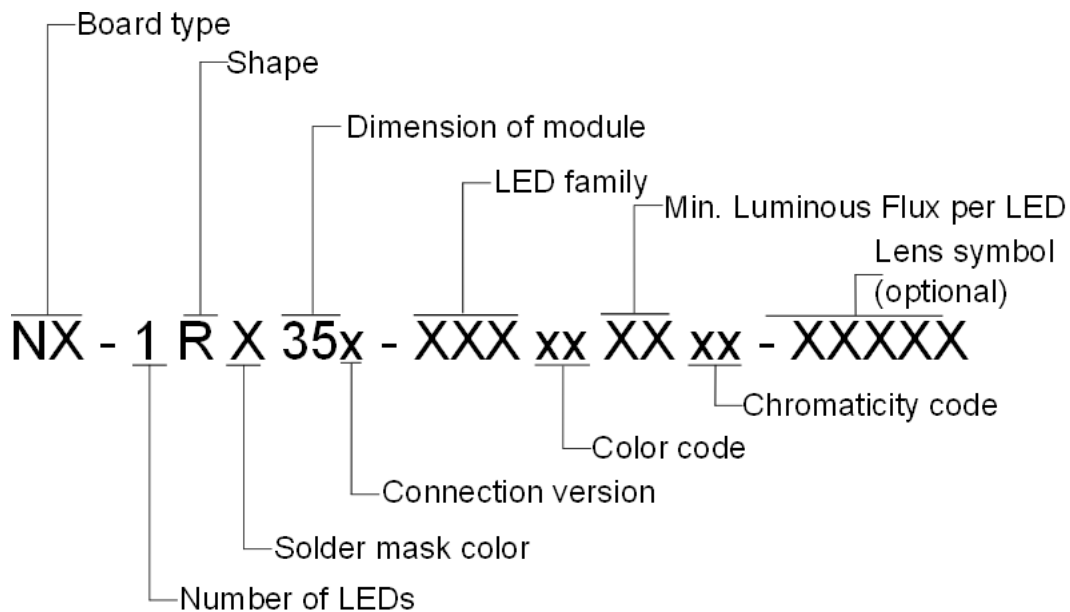 Board type
Shape
Dimension of module
LED family
Min. Luminous Flux per LED
Lens symbol
(optional)
NX - 1 R X 35x - XXX xx XX xx - XXXXX
Chromaticity code
Color code
Connection version
Solder mask color
Number of LEDs